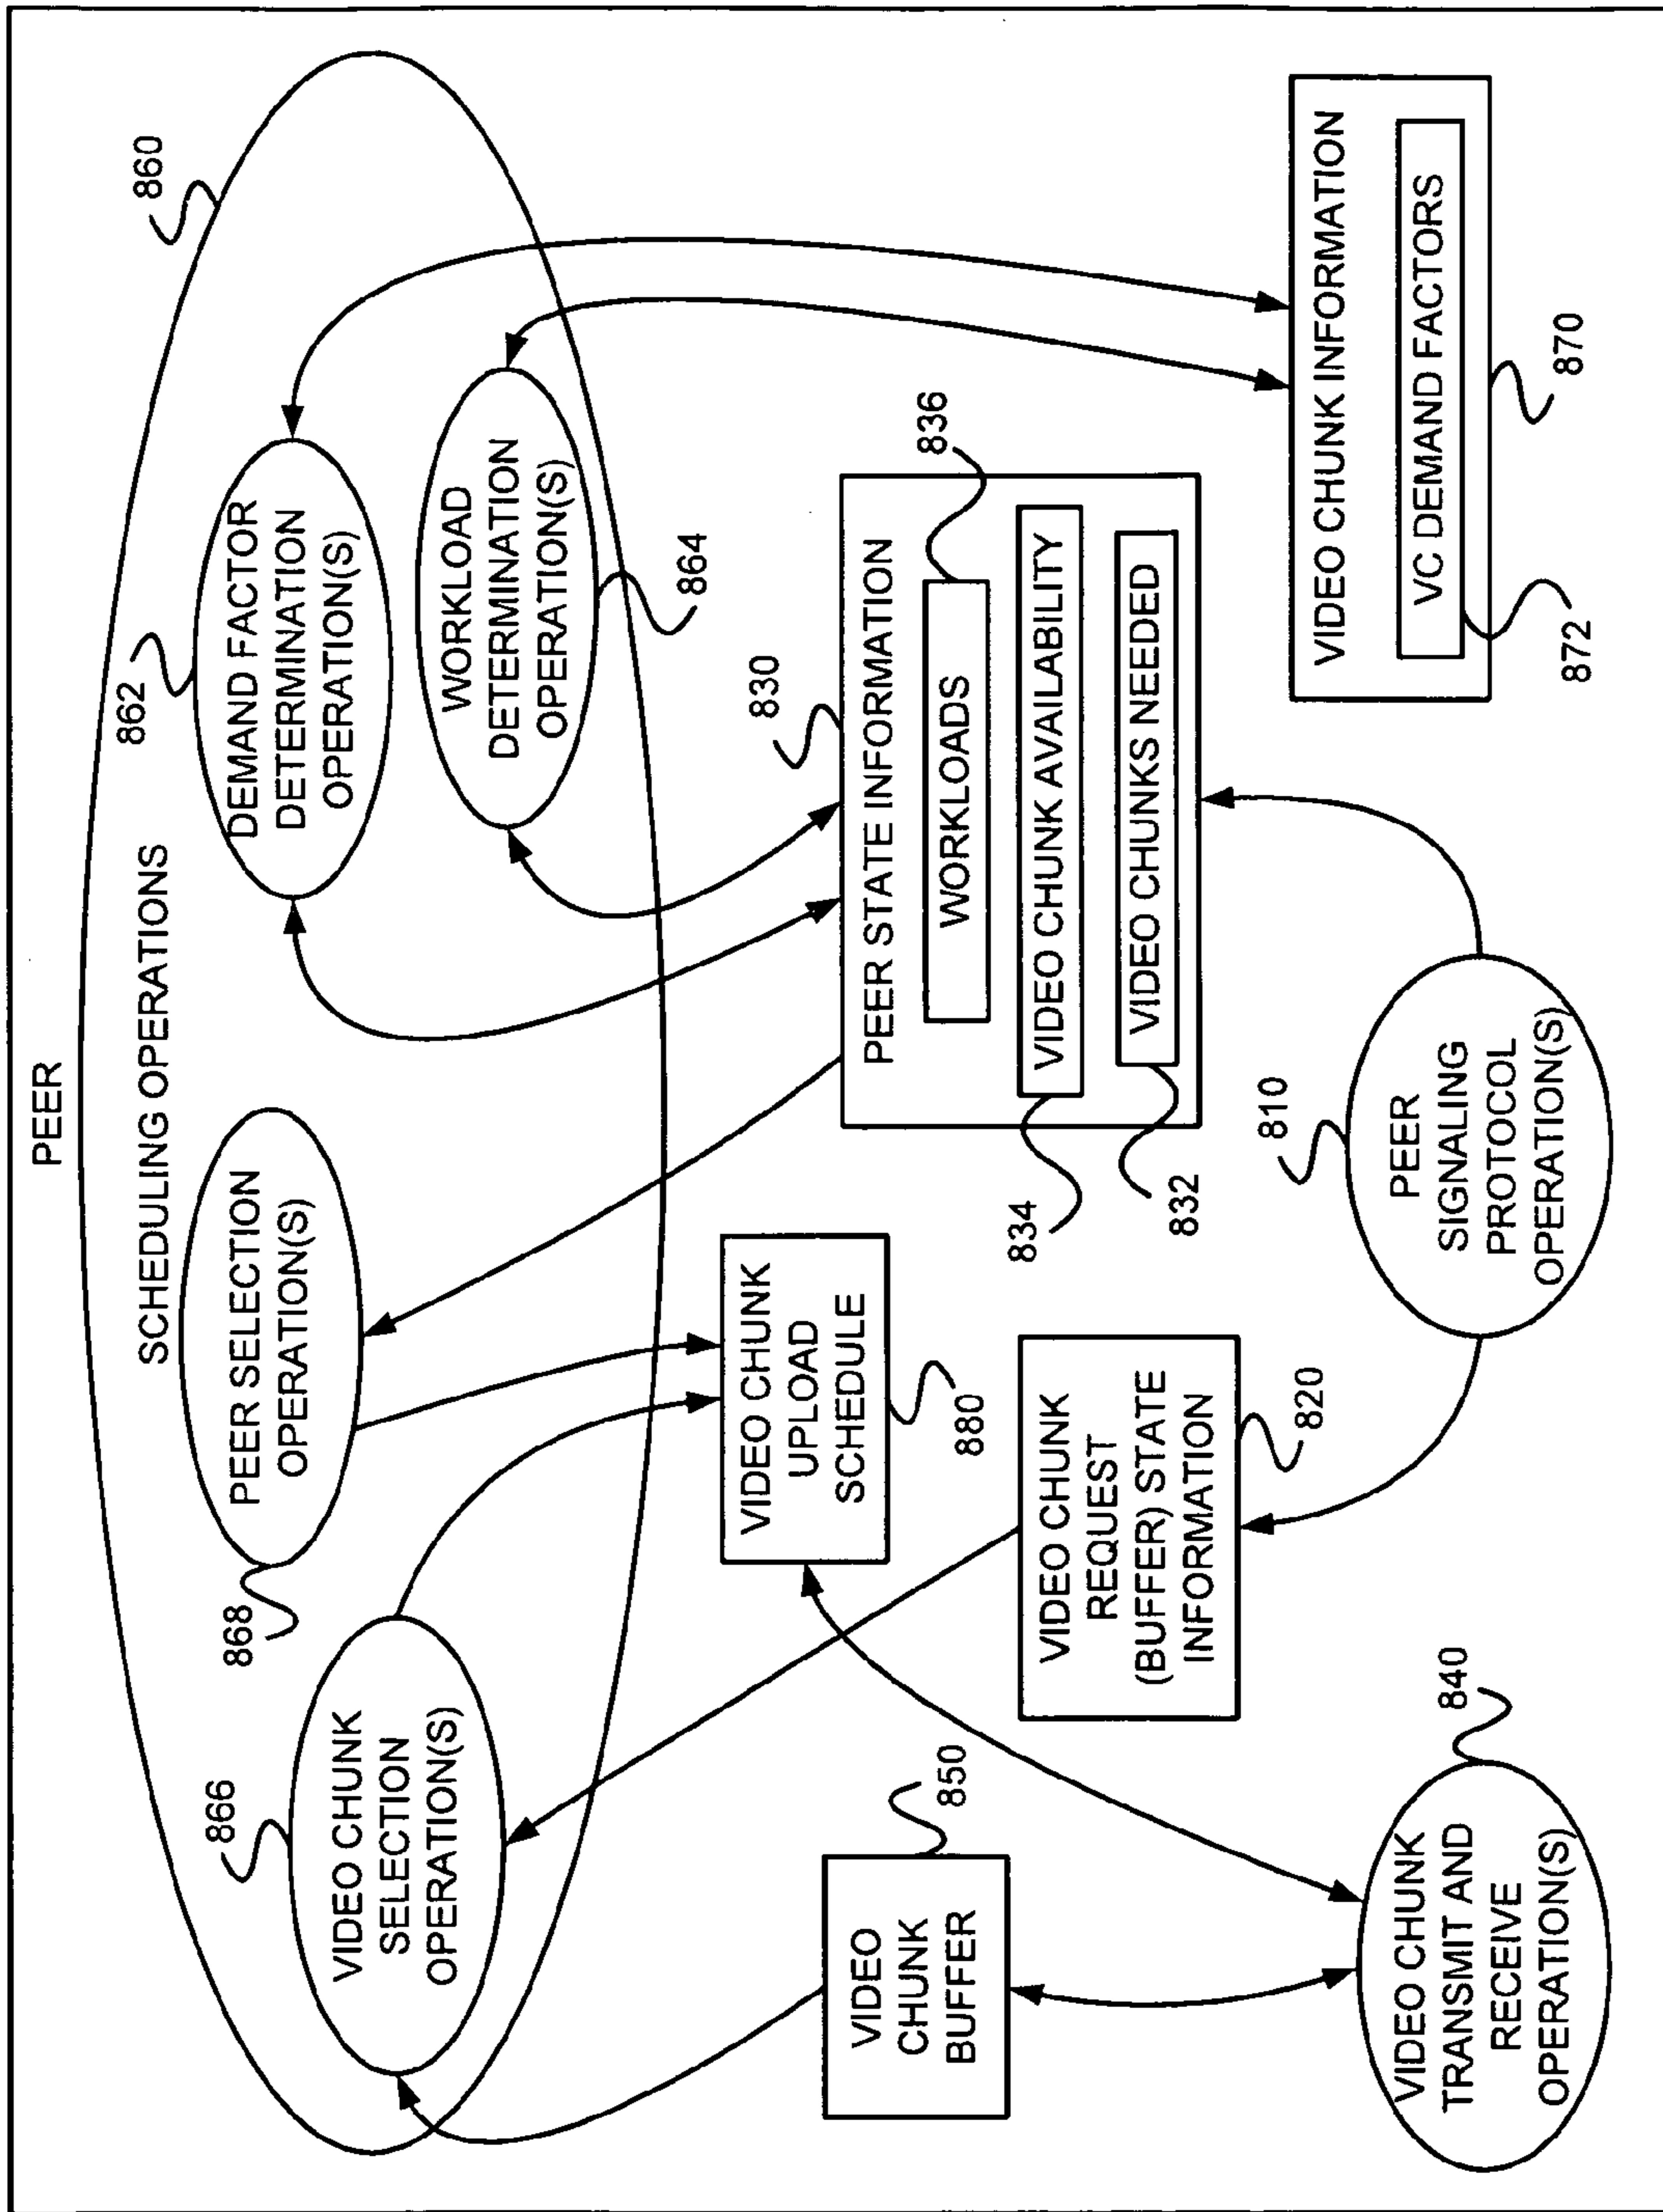 PEER
SCHEDULING OPERATIONS
860
866
VIDEO CHUNK
SELECTION
OPERATION(S)
868
PEER SELECTION
OPERATION(S)
862
DEMAND FACTOR
DETERMINATION
OPERATION(S)
WORKLOAD
DETERMINATION
OPERATION(S)
864
850
VIDEO
CHUNK
BUFFER
VIDEO CHUNK
UPLOAD
SCHEDULE
880
830
PEER STATE INFORMATION
836
WORKLOADS
VIDEO CHUNK AVAILABILITY
834
VIDEO CHUNKS NEEDED
832
VIDEO CHUNK
REQUEST
(BUFFER) STATE
INFORMATION
820
840
VIDEO CHUNK
TRANSMIT AND
RECEIVE
OPERATION(S)
810
PEER
SIGNALING
PROTOCOL
OPERATION(S)
VIDEO CHUNK INFORMATION
VC DEMAND FACTORS
872
870